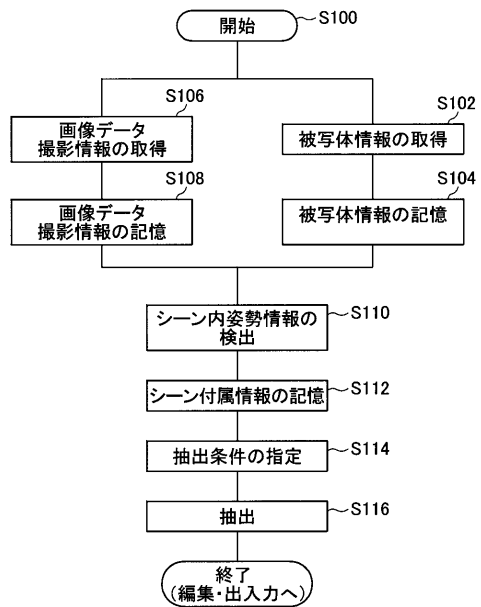 開始
S100
S106
画像データ
撮影情報の取得
S102
被写体情報の取得
S108
画像データ
撮影情報の記憶
S104
被写体情報の記憶
シーン内姿勢情報の
検出
S110
シーン付属情報の記憶
S112
抽出条件の指定
S114
抽出
S116
終了
(編集・出入力へ)